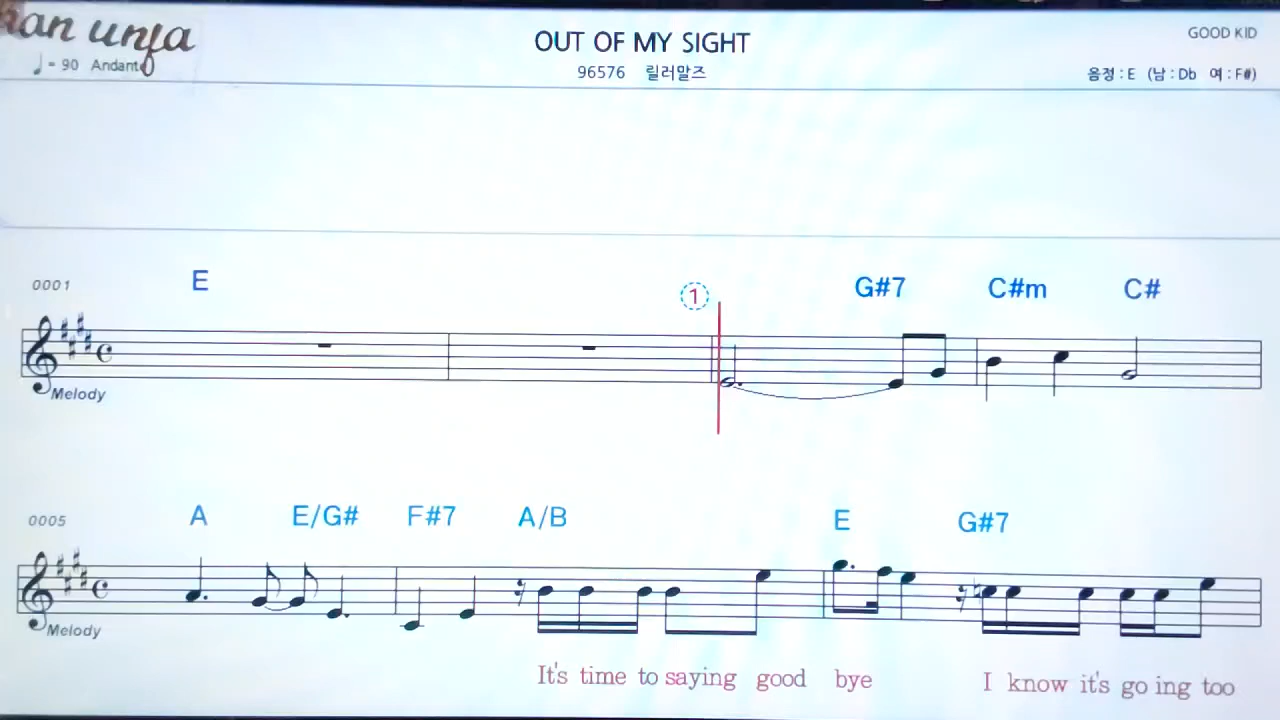 GOOD KID
OUT OF MY SIGHT
♩= 90 Andante
96576 릴러말즈
음정 : E (남 : Db 여 : F#)
0001 E ① G#7 C#m C#
Melody
0005 A E/G# F#7 A/B E G#7
Melody
It's time to saying good bye I know it's go ing too